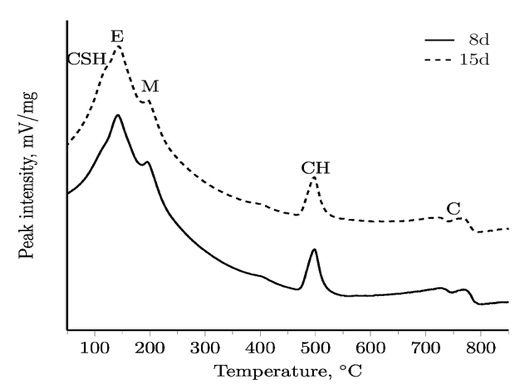 E
8d
CSH
15d
M
CH
C
Peak intensity, mV/mg
100 200 300 400 500 600 700 800
Temperature, °C